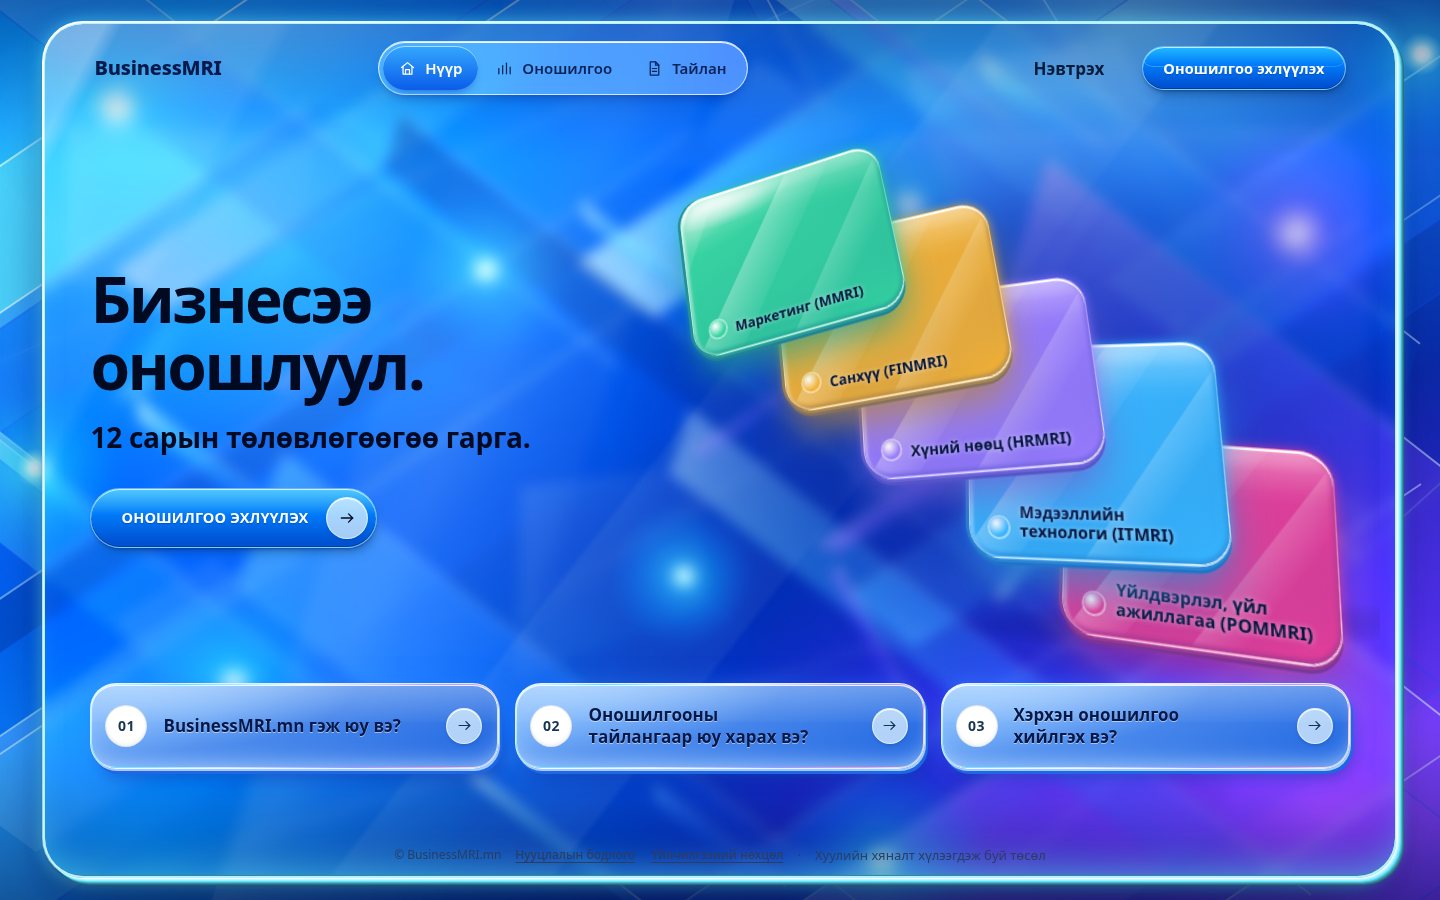 BusinessMRI
Нүүр
Оношилгоо
Тайлан
Нэвтрэх
Оношилгоо эхлүүлэх
Бизнесээ
оношлуул.
12 сарын төлөвлөгөөгөө гарга.
ОНОШИЛГОО ЭХЛҮҮЛЭХ
Маркетинг (MMRI)
Санхүү (FINMRI)
Хүний нөөц (HRMRI)
Мэдээллийн
технологи (ITMRI)
Үйлдвэрлэл, үйл
ажиллагаа (POMMRI)
01
BusinessMRI.mn гэж юу вэ?
02
Оношилгооны
тайлангаар юу харах вэ?
03
Хэрхэн оношилгоо
хийлгэх вэ?
© BusinessMRI.mn Нууцлалын бодлого Үйлчилгээний нөхцөл · Хуулийн хяналт хүлээгдэж буй төсөл